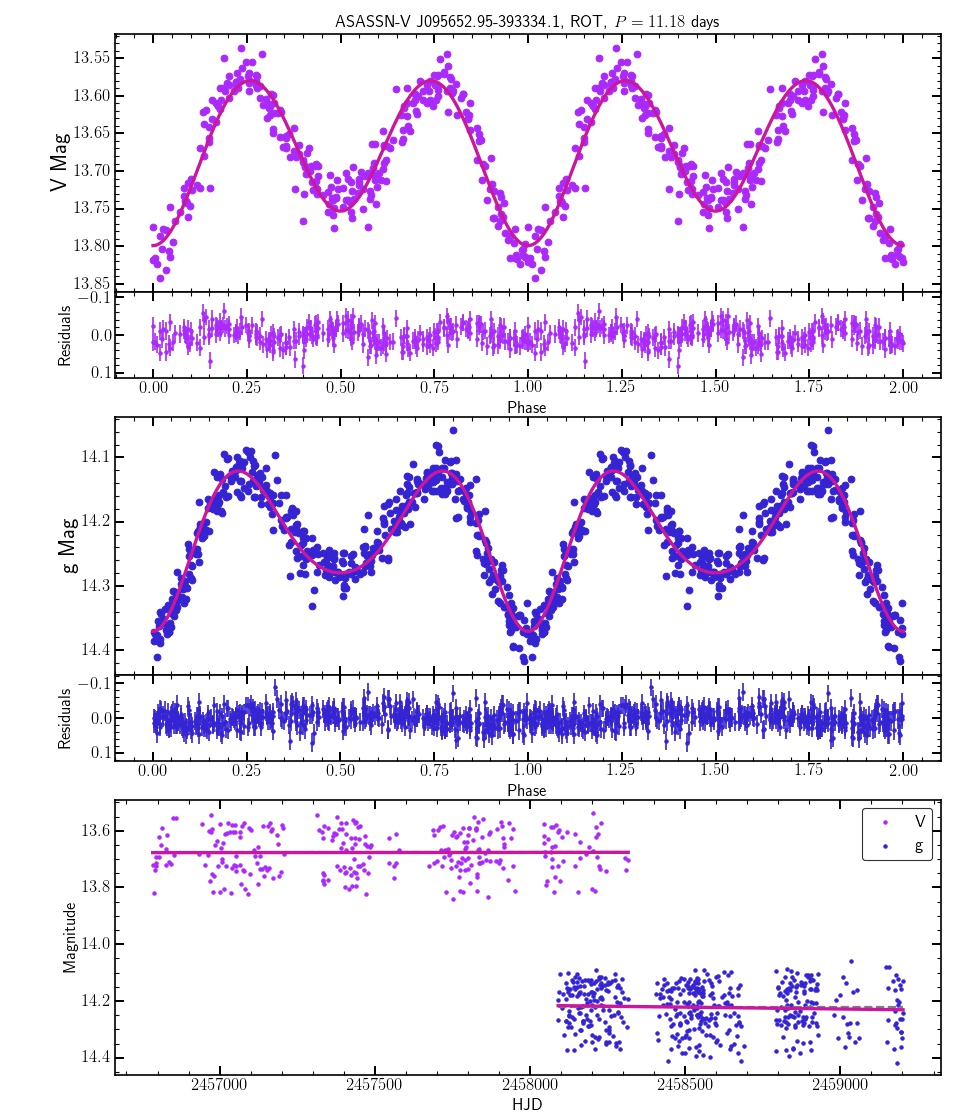 ASASSN-V J095652.95-393334.1, ROT, P = 11.18 days
V Mag
13.55
13.60
13.65
13.70
13.75
13.80
13.85
Residuals
−0.1
0.0
0.1
0.00 0.25 0.50 0.75 1.00 1.25 1.50 1.75 2.00
Phase
g Mag
14.1
14.2
14.3
14.4
Residuals
−0.1
0.0
0.1
0.00 0.25 0.50 0.75 1.00 1.25 1.50 1.75 2.00
Phase
Magnitude
13.6
13.8
14.0
14.2
14.4
V
g
2457000 2457500 2458000 2458500 2459000
HJD